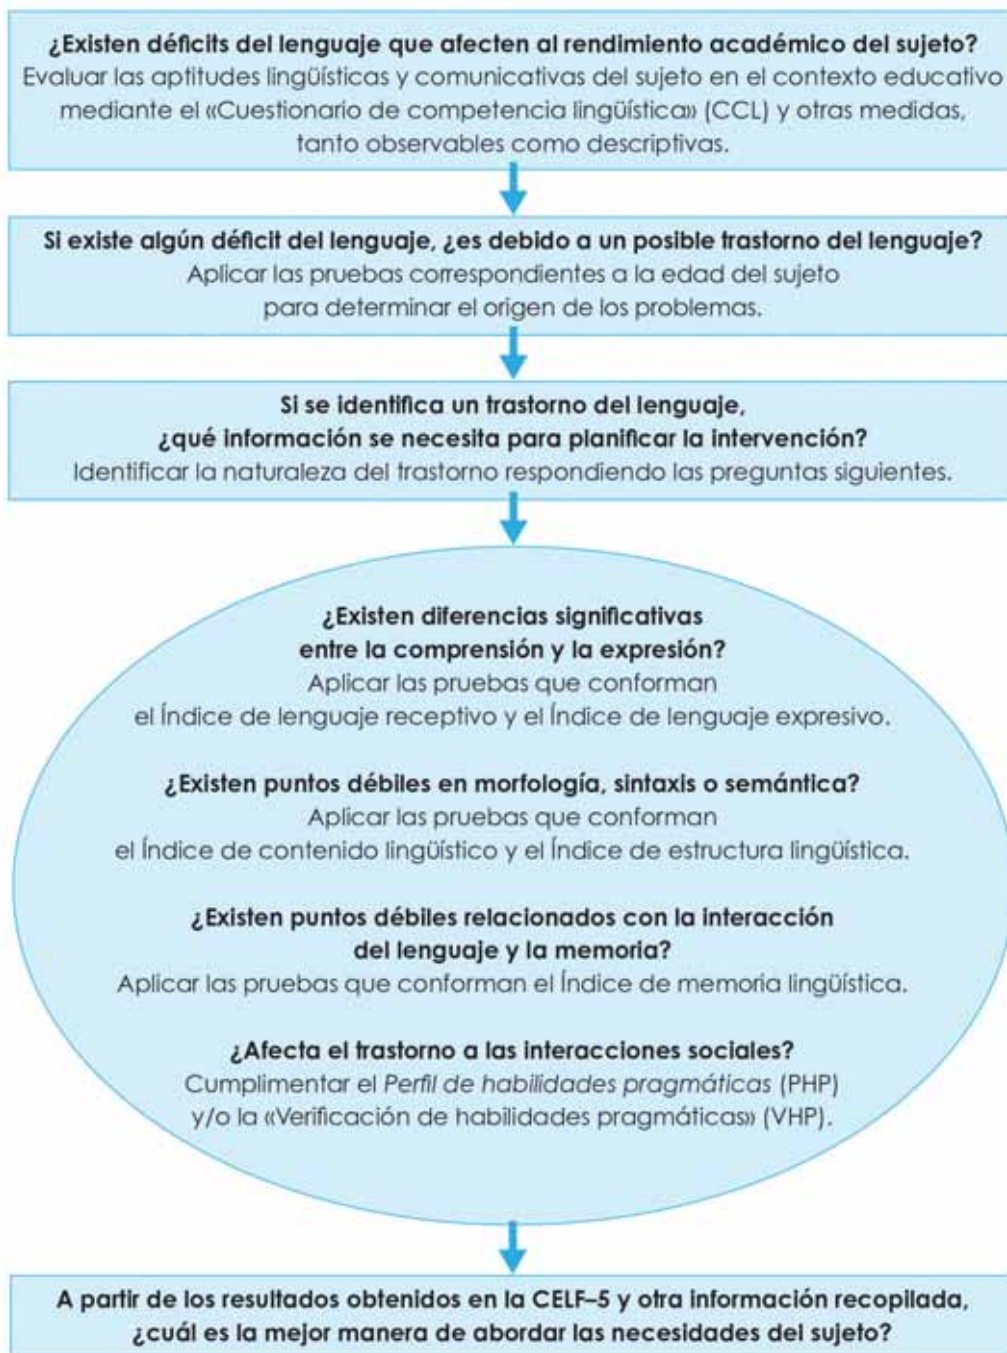 ¿Existen déficits del lenguaje que afecten al rendimiento académico del sujeto?
Evaluar las aptitudes lingüísticas y comunicativas del sujeto en el contexto educativo
mediante el «Cuestionario de competencia lingüística» (CCL) y otras medidas,
tanto observables como descriptivas.
Si existe algún déficit del lenguaje, ¿es debido a un posible trastorno del lenguaje?
Aplicar las pruebas correspondientes a la edad del sujeto
para determinar el origen de los problemas.
Si se identifica un trastorno del lenguaje,
¿qué información se necesita para planificar la intervención?
Identificar la naturaleza del trastorno respondiendo las preguntas siguientes.
¿Existen diferencias significativas
entre la comprensión y la expresión?
Aplicar las pruebas que conforman
el Índice de lenguaje receptivo y el Índice de lenguaje expresivo.
¿Existen puntos débiles en morfología, sintaxis o semántica?
Aplicar las pruebas que conforman
el Índice de contenido lingüístico y el Índice de estructura lingüística.
¿Existen puntos débiles relacionados con la interacción
del lenguaje y la memoria?
Aplicar las pruebas que conforman el Índice de memoria lingüística.
¿Afecta el trastorno a las interacciones sociales?
Cumplimentar el Perfil de habilidades pragmáticas (PHP)
y/o la «Verificación de habilidades pragmáticas» (VHP).
A partir de los resultados obtenidos en la CELF–5 y otra información recopilada,
¿cuál es la mejor manera de abordar las necesidades del sujeto?